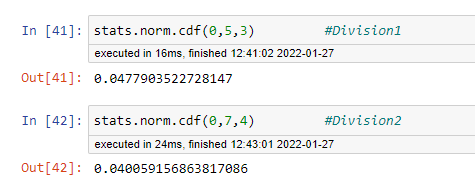 In [41]: stats.norm.cdf(0,5,3) #Division1
executed in 16ms, finished 12:41:02 2022-01-27
Out[41]: 0.0477903522728147
In [42]: stats.norm.cdf(0,7,4) #Division2
executed in 24ms, finished 12:43:01 2022-01-27
Out[42]: 0.040059156863817086